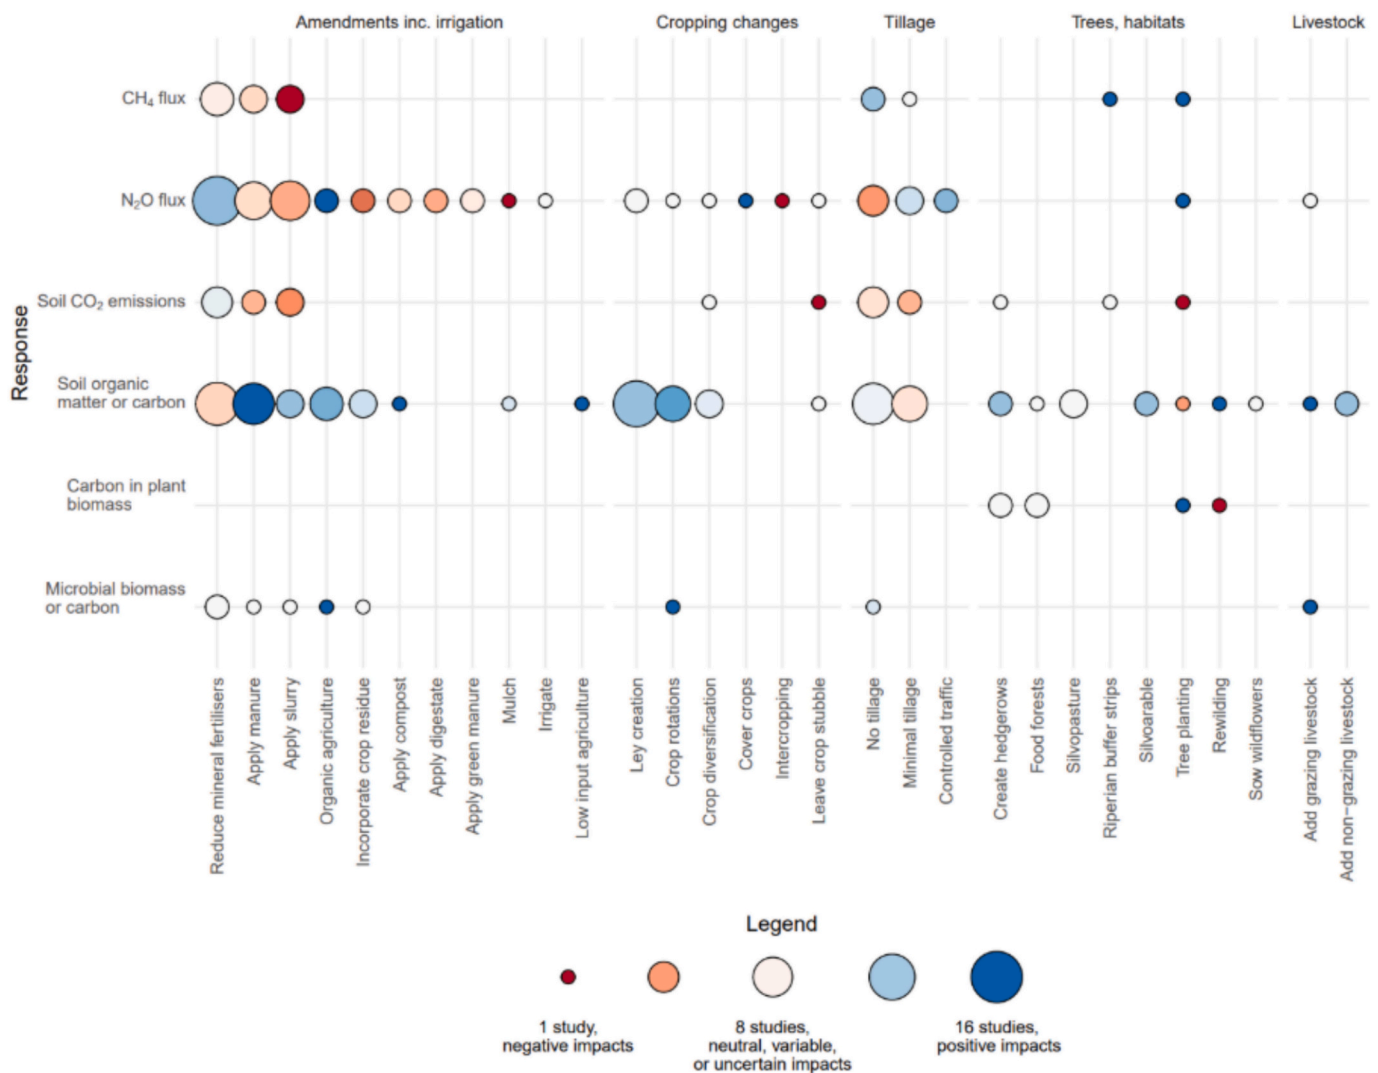 Amendments inc. irrigation
Cropping changes
Tillage
Trees, habitats
Livestock
Response
CH₄ flux
N₂O flux
Soil CO₂ emissions
Soil organic
matter or carbon
Carbon in plant
biomass
Microbial biomass
or carbon
Reduce mineral fertilisers
Apply manure
Apply slurry
Organic agriculture
Incorporate crop residue
Apply compost
Apply digestate
Apply green manure
Mulch
Irrigate
Low input agriculture
Ley creation
Crop rotations
Crop diversification
Cover crops
Intercropping
Leave crop stubble
No tillage
Minimal tillage
Controlled traffic
Create hedgerows
Food forests
Silvopasture
Riperian buffer strips
Silvoarable
Tree planting
Rewilding
Sow wildflowers
Add grazing livestock
Add non−grazing livestock
Legend
1 study,
negative impacts
8 studies,
neutral, variable,
or uncertain impacts
16 studies,
positive impacts